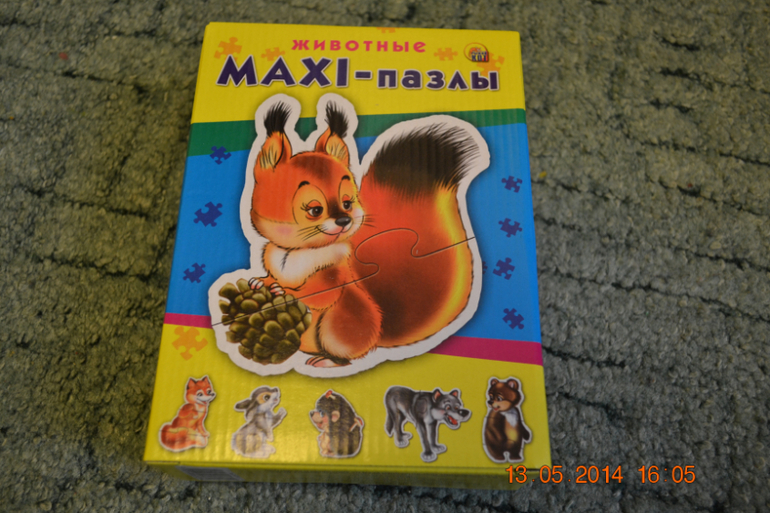 животные
MAXI-пазлы
13.05.2014 16:05